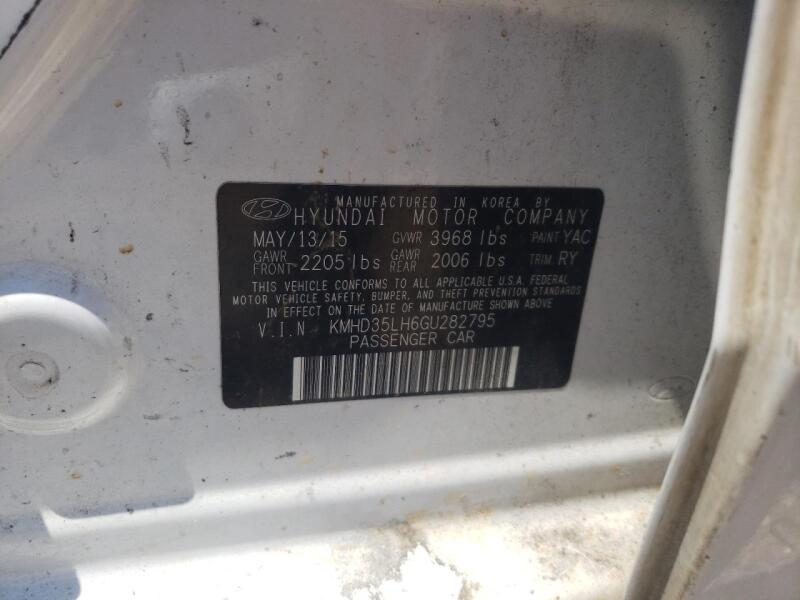 MANUFACTURED IN KOREA BY
HYUNDAI MOTOR COMPANY
MAY/13/15 GVWR 3968 lbs PAINT YAC
GAWR FRONT 2205 lbs GAWR REAR 2006 lbs TRIM RY
THIS VEHICLE CONFORMS TO ALL APPLICABLE U.S.A. FEDERAL
MOTOR VEHICLE SAFETY, BUMPER, AND THEFT PREVENTION STANDARDS
IN EFFECT ON THE DATE OF MANUFACTURE SHOWN ABOVE
V.I.N KMHD35LH6GU282795
PASSENGER CAR